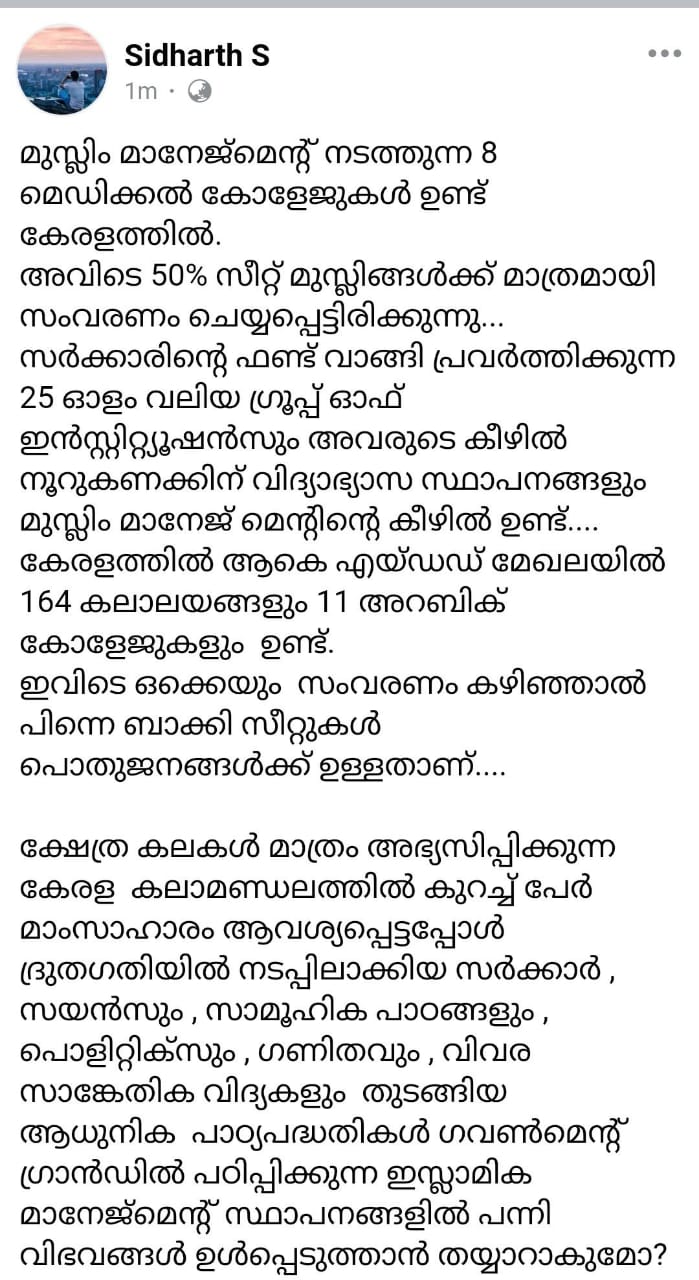 Sidharth S
1m ·
മുസ്ലിം മാനേജ്മെന്റ് നടത്തുന്ന 8
മെഡിക്കൽ കോളേജുകൾ ഉണ്ട്
കേരളത്തിൽ.
അവിടെ 50% സീറ്റ് മുസ്ലിങ്ങൾക്ക് മാത്രമായി
സംവരണം ചെയ്യപ്പെട്ടിരിക്കുന്നു...
സർക്കാരിന്റെ ഫണ്ട് വാങ്ങി പ്രവർത്തിക്കുന്ന
25 ഓളം വലിയ ഗ്രൂപ്പ് ഓഫ്
ഇൻസ്റ്റിറ്റ്യൂഷൻസും അവരുടെ കീഴിൽ
നൂറുകണക്കിന് വിദ്യാഭ്യാസ സ്ഥാപനങ്ങളും
മുസ്ലിം മാനേജ് മെന്റിന്റെ കീഴിൽ ഉണ്ട്....
കേരളത്തിൽ ആകെ എയ്ഡഡ് മേഖലയിൽ
164 കലാലയങ്ങളും 11 അറബിക്
കോളേജുകളും ഉണ്ട്.
ഇവിടെ ഒക്കെയും സംവരണം കഴിഞ്ഞാൽ
പിന്നെ ബാക്കി സീറ്റുകൾ
പൊതുജനങ്ങൾക്ക് ഉള്ളതാണ്....
ക്ഷേത്ര കലകൾ മാത്രം അഭ്യസിപ്പിക്കുന്ന
കേരള കലാമണ്ഡലത്തിൽ കുറച്ച് പേർ
മാംസാഹാരം ആവശ്യപ്പെട്ടപ്പോൾ
ദ്രുതഗതിയിൽ നടപ്പിലാക്കിയ സർക്കാർ ,
സയൻസും , സാമൂഹിക പാഠങ്ങളും ,
പൊളിറ്റിക്സും , ഗണിതവും , വിവര
സാങ്കേതിക വിദ്യകളും തുടങ്ങിയ
ആധുനിക പാഠ്യപദ്ധതികൾ ഗവൺമെന്റ്
ഗ്രാൻഡിൽ പഠിപ്പിക്കുന്ന ഇസ്ലാമിക
മാനേജ്മെന്റ് സ്ഥാപനങ്ങളിൽ പന്നി
വിഭവങ്ങൾ ഉൾപ്പെടുത്താൻ തയ്യാറാകുമോ?